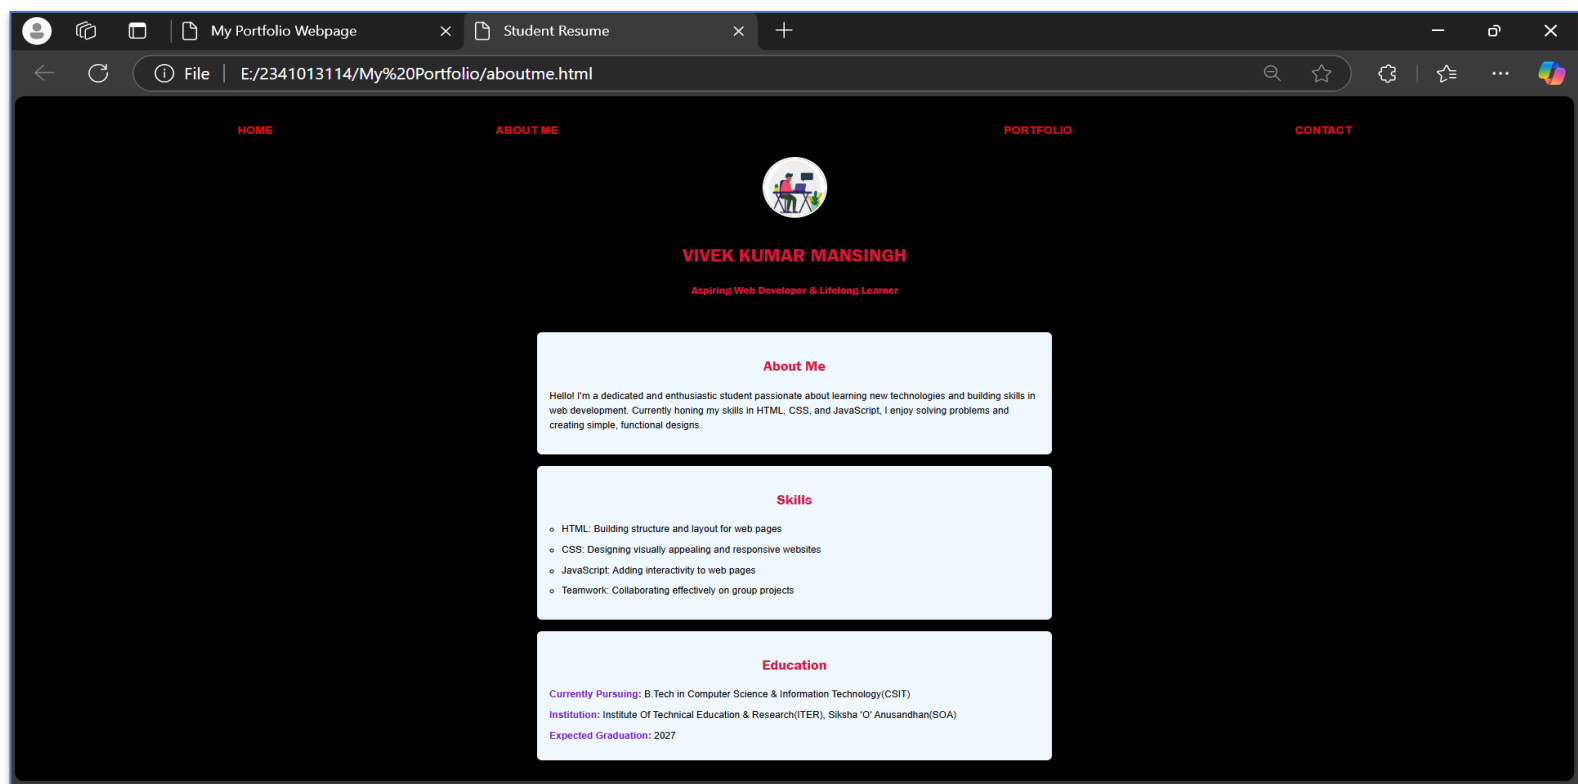 My Portfolio Webpage
Student Resume
File
E:/2341013114/My%20Portfolio/aboutme.html
HOME ABOUT ME PORTFOLIO CONTACT
VIVEK KUMAR MANSINGH
Aspiring Web Developer & Lifelong Learner
About Me
Hello! I'm a dedicated and enthusiastic student passionate about learning new technologies and building skills in
web development. Currently honing my skills in HTML, CSS, and JavaScript, I enjoy solving problems and
creating simple, functional designs.
Skills
HTML: Building structure and layout for web pages
CSS: Designing visually appealing and responsive websites
JavaScript: Adding interactivity to web pages
Teamwork: Collaborating effectively on group projects
Education
Currently Pursuing: B.Tech in Computer Science & Information Technology(CSIT)
Institution: Institute Of Technical Education & Research(ITER), Siksha 'O' Anusandhan(SOA)
Expected Graduation: 2027